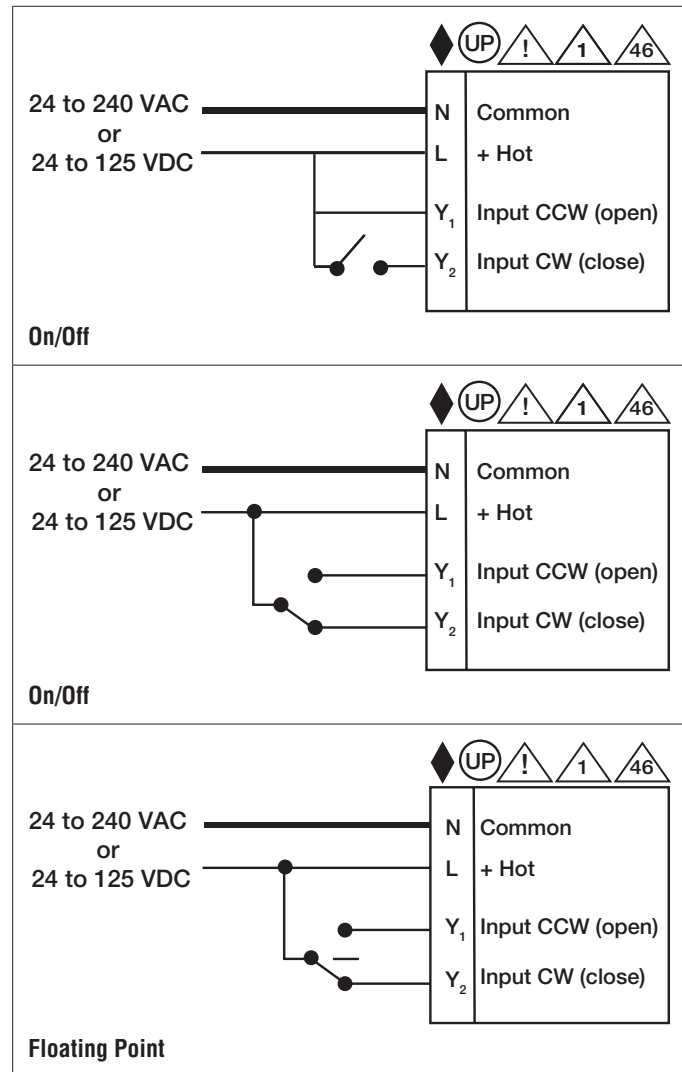 UP ! 1 46
24 to 240 VAC
or
24 to 125 VDC
N Common
L + Hot
Y1 Input CCW (open)
Y2 Input CW (close)
On/Off
UP ! 1 46
24 to 240 VAC
or
24 to 125 VDC
N Common
L + Hot
Y1 Input CCW (open)
Y2 Input CW (close)
On/Off
UP ! 1 46
24 to 240 VAC
or
24 to 125 VDC
N Common
L + Hot
Y1 Input CCW (open)
Y2 Input CW (close)
Floating Point